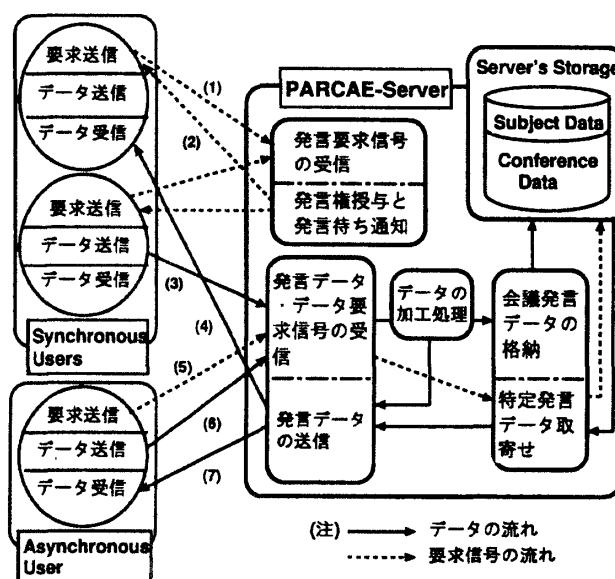 要求送信
データ送信
データ受信
(1)
(2)
要求送信
データ送信
データ受信
(3)
(4)
Synchronous
Users
要求送信
(5)
データ送信
(6)
データ受信
(7)
Asynchronous
User
PARCAE-Server
発言要求信号
の受信
発言権授与と
発言待ち通知
発言データ
・データ要
求信号の受
信
発言データ
の送信
データの
加工処理
会議発言
データの
格納
特定発言
データ取
寄せ
Server's Storage
Subject Data
Conference
Data
(注) データの流れ
要求信号の流れ